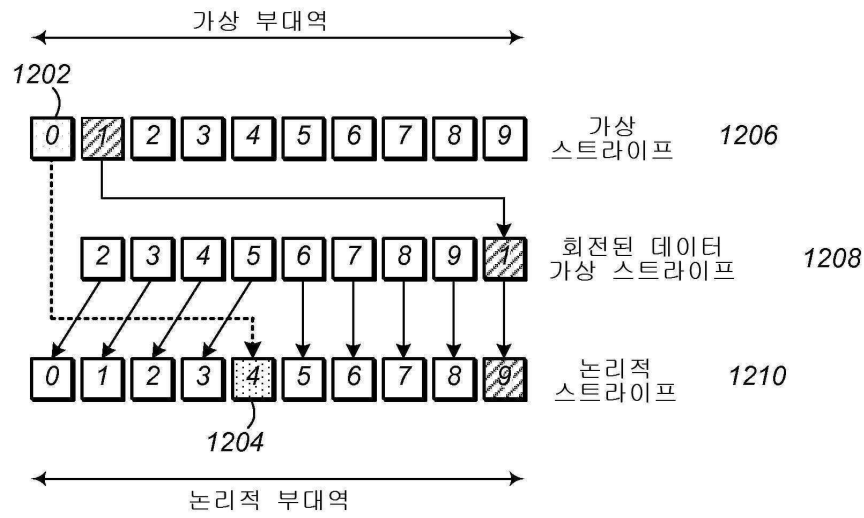 가상 부대역
1202
0 1 2 3 4 5 6 7 8 9
가상
스트라이프
1206
2 3 4 5 6 7 8 9 1
회전된 데이터
가상 스트라이프
1208
0 1 2 3 4 5 6 7 8 9
논리적
스트라이프
1210
1204
논리적 부대역